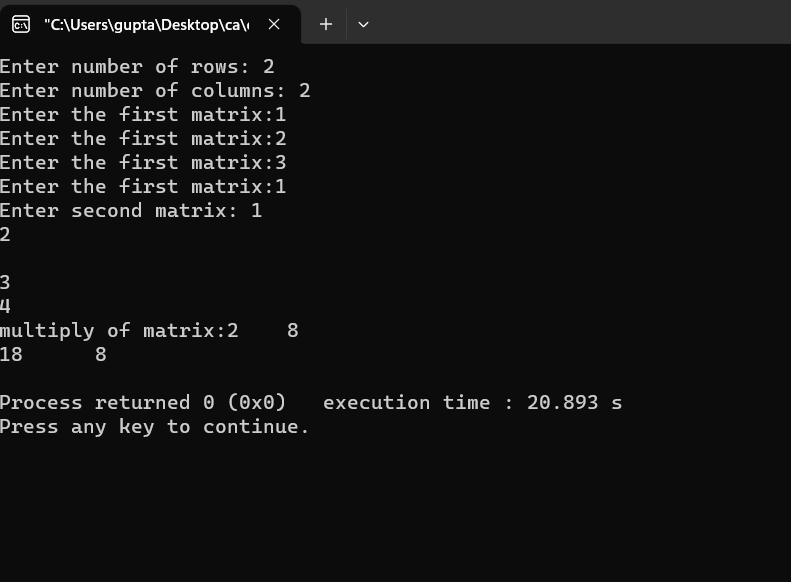 "C:\Users\gupta\Desktop\ca\
Enter number of rows: 2
Enter number of columns: 2
Enter the first matrix:1
Enter the first matrix:2
Enter the first matrix:3
Enter the first matrix:1
Enter second matrix: 1
2
3
4
multiply of matrix:2    8
18      8
Process returned 0 (0x0)   execution time : 20.893 s
Press any key to continue.